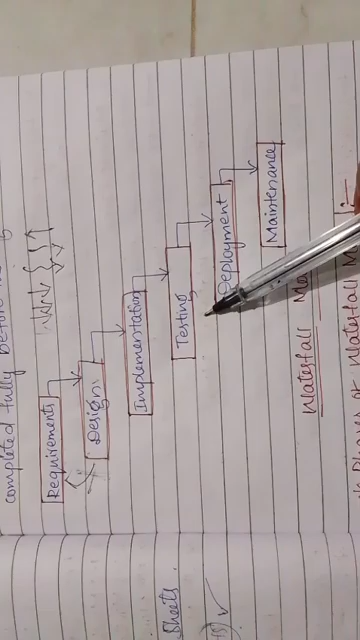 completed fully before
Requirements
Design.
Implementation
Testing
Deployment
Maintenance
Waterfall
Phases of Waterfall
Sheets.